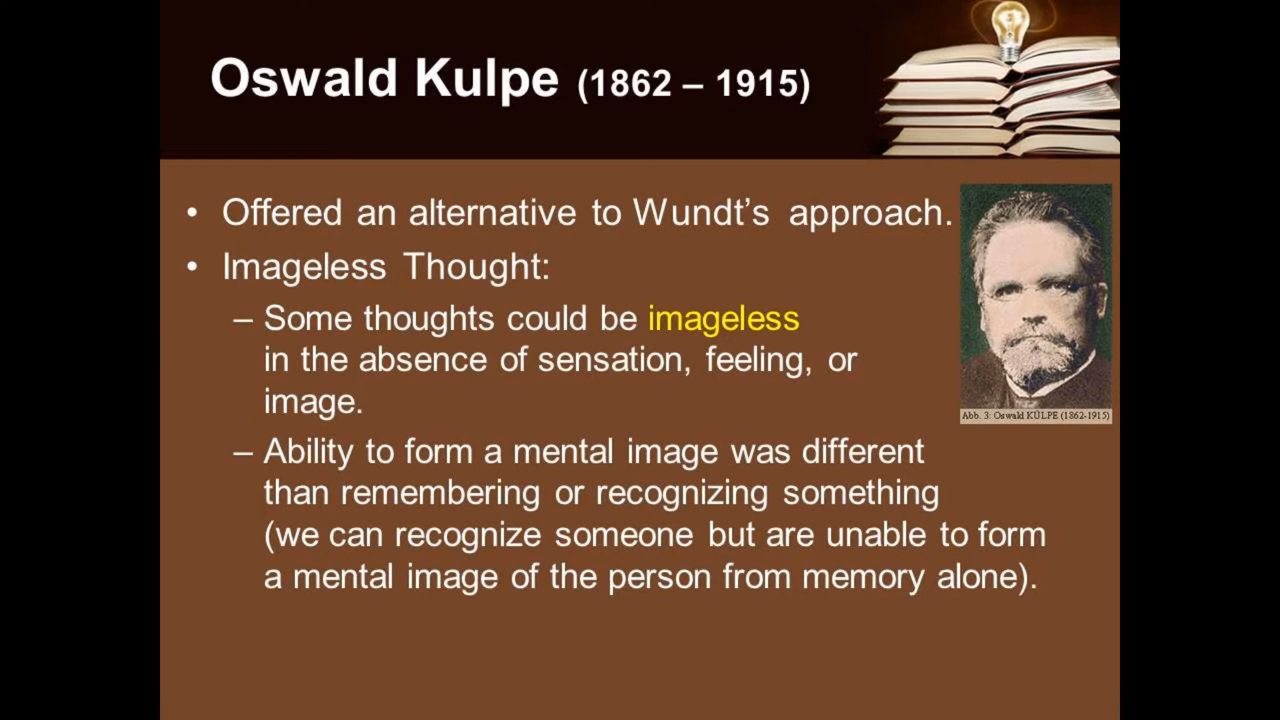 Oswald Kulpe (1862 – 1915)
• Offered an alternative to Wundt’s approach.
• Imageless Thought:
– Some thoughts could be imageless
in the absence of sensation, feeling, or
image.
– Ability to form a mental image was different
than remembering or recognizing something
(we can recognize someone but are unable to form
a mental image of the person from memory alone).
Abb. 3: Oswald KÜLPE (1862-1915)